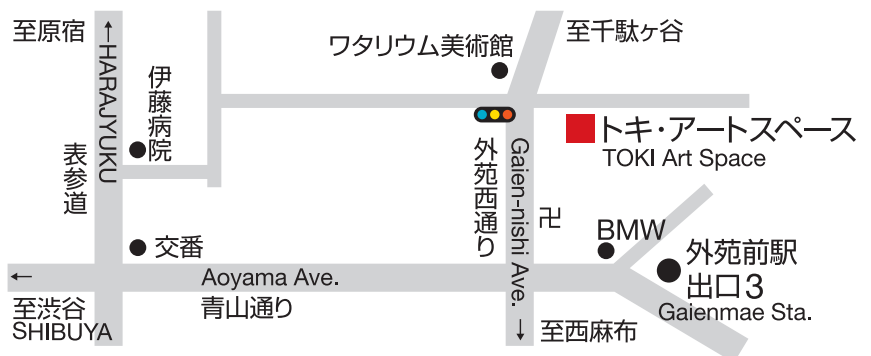 至原宿
←HARAJYUKU
表参道
伊藤病院
ワタリウム美術館
至千駄ヶ谷
トキ・アートスペース
TOKI Art Space
外苑西通り
Gaien-nishi Ave.
卍
BMW
外苑前駅
出口3
Gaienmae Sta.
交番
←
Aoyama Ave.
青山通り
至渋谷
SHIBUYA
↓
至西麻布